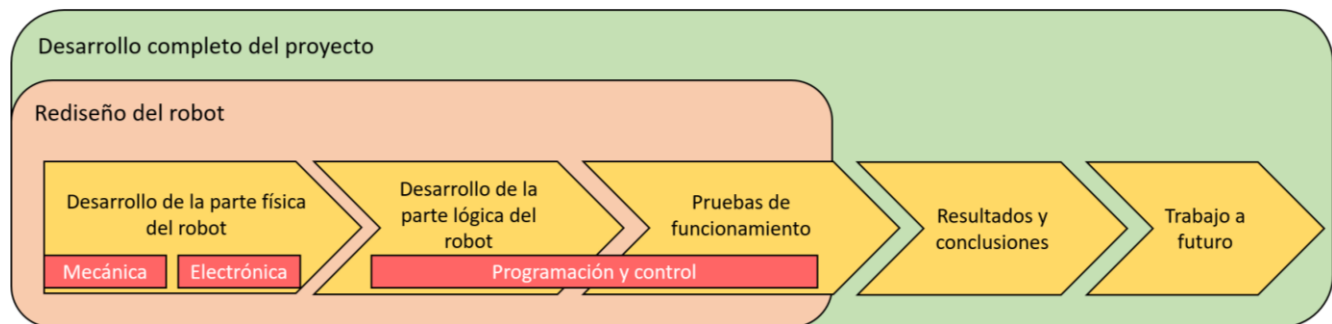 Desarrollo completo del proyecto
Rediseño del robot
Desarrollo de la parte física
del robot
Mecánica
Electrónica
Desarrollo de la
parte lógica del
robot
Pruebas de
funcionamiento
Programación y control
Resultados y
conclusiones
Trabajo a
futuro